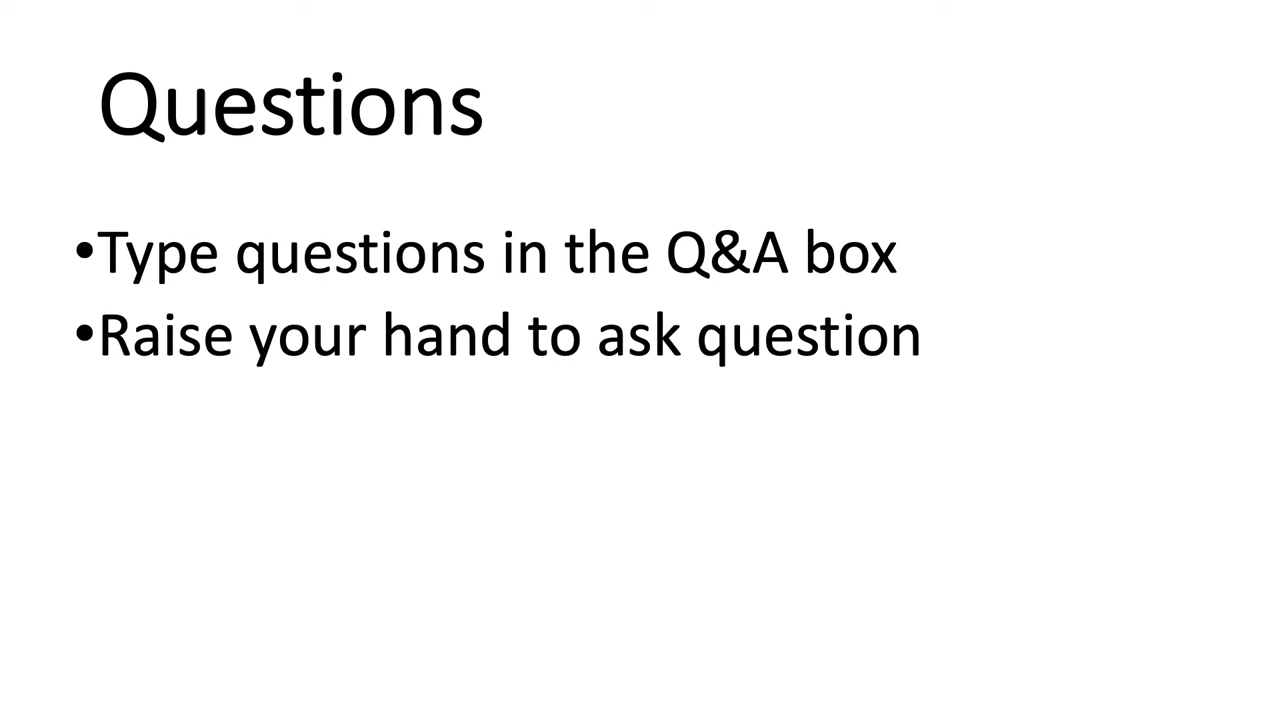 Questions
•Type questions in the Q&A box
•Raise your hand to ask question